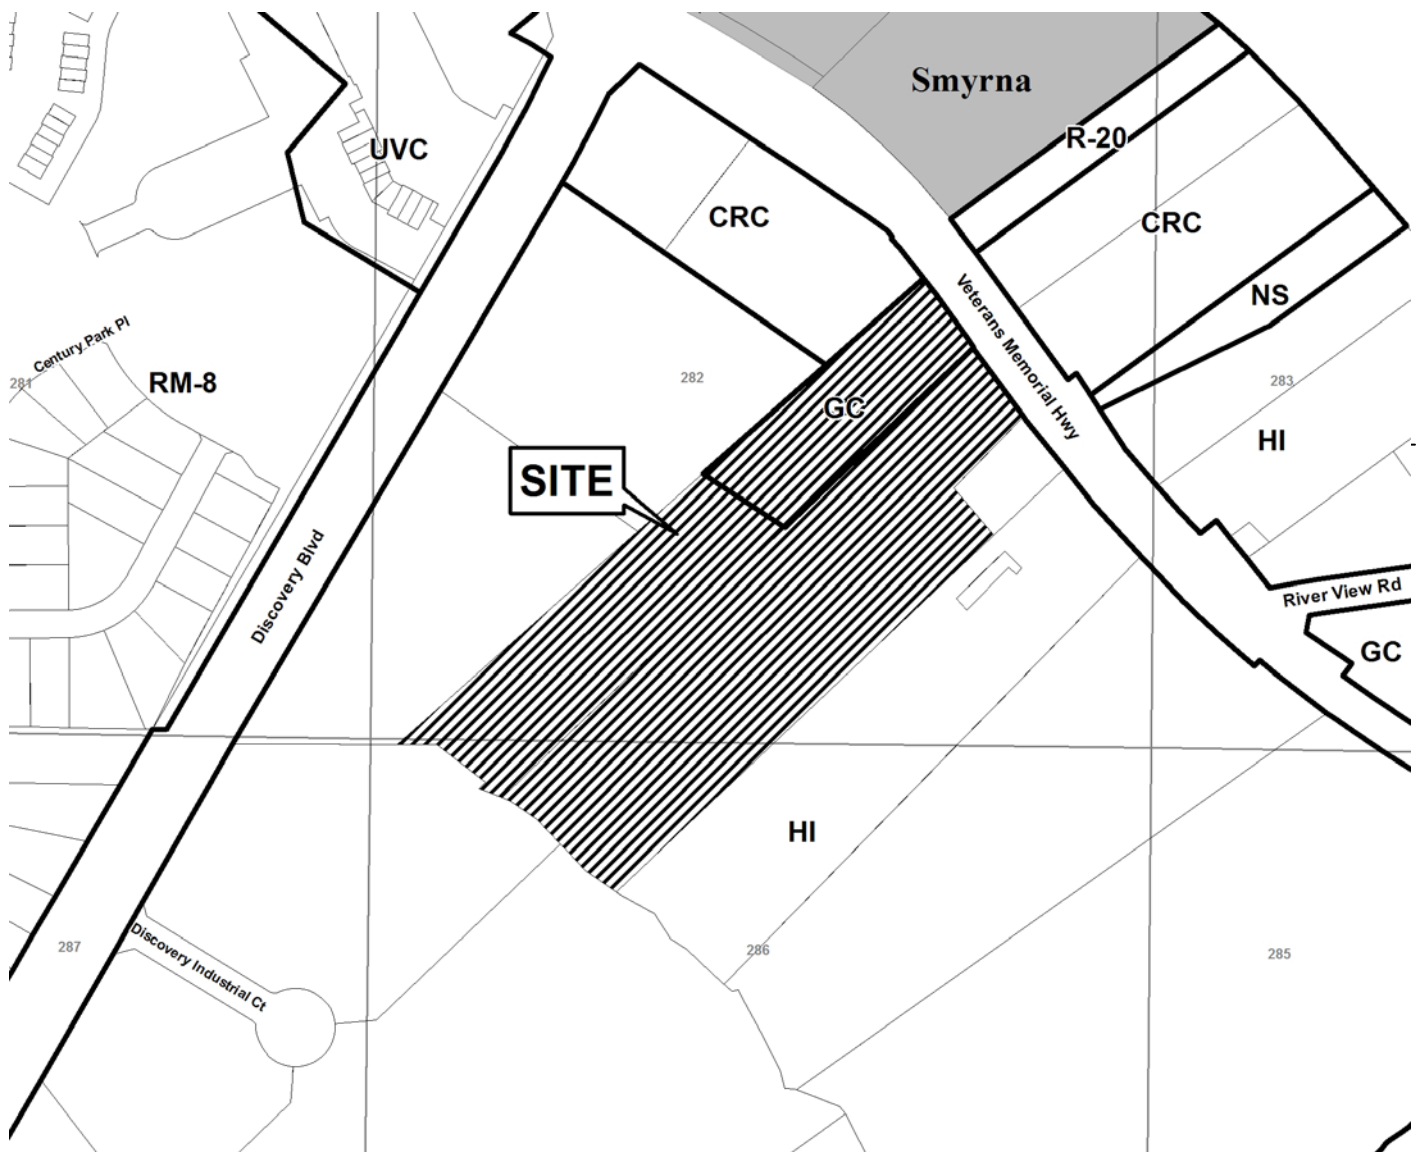 Smyrna
R-20
UVC
CRC
CRC
NS
Veterans Memorial Hwy
Century Park Pl
281
RM-8
282
283
GC
HI
SITE
Discovery Blvd
River View Rd
GC
HI
287
Discovery Industrial Ct
286
285